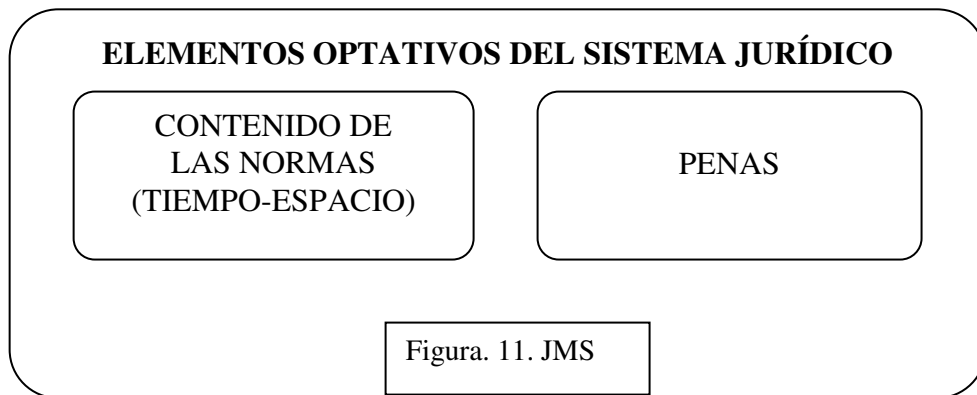 ELEMENTOS OPTATIVOS DEL SISTEMA JURÍDICO
CONTENIDO DE
LAS NORMAS
(TIEMPO-ESPACIO)
PENAS
Figura. 11. JMS